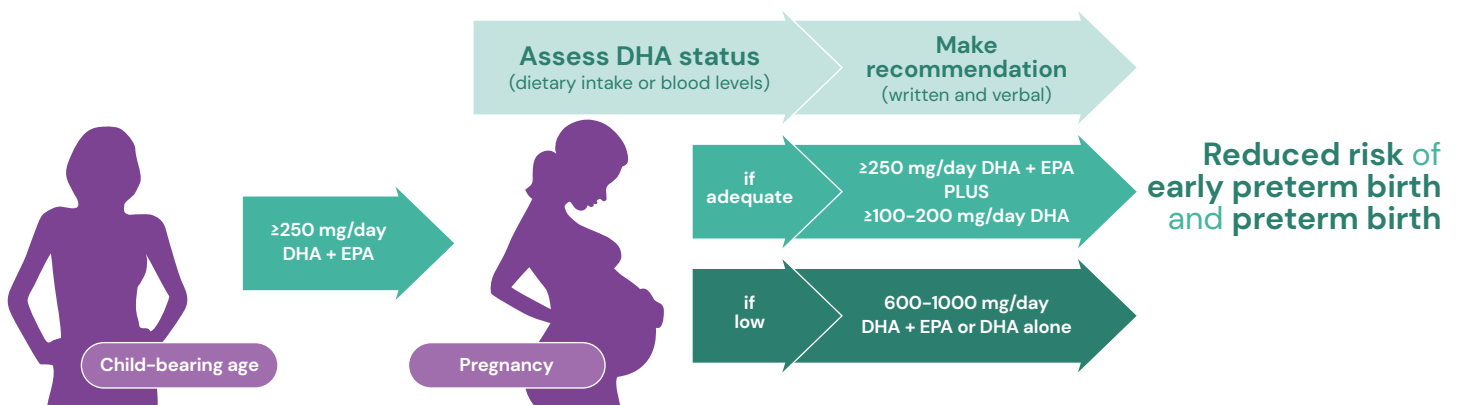 Assess DHA status
(dietary intake or blood levels)
Make
recommendation
(written and verbal)
≥250 mg/day
DHA + EPA
if
adequate
≥250 mg/day DHA + EPA
PLUS
≥100-200 mg/day DHA
Reduced risk of
early preterm birth
and preterm birth
if
low
600-1000 mg/day
DHA + EPA or DHA alone
Child-bearing age
Pregnancy